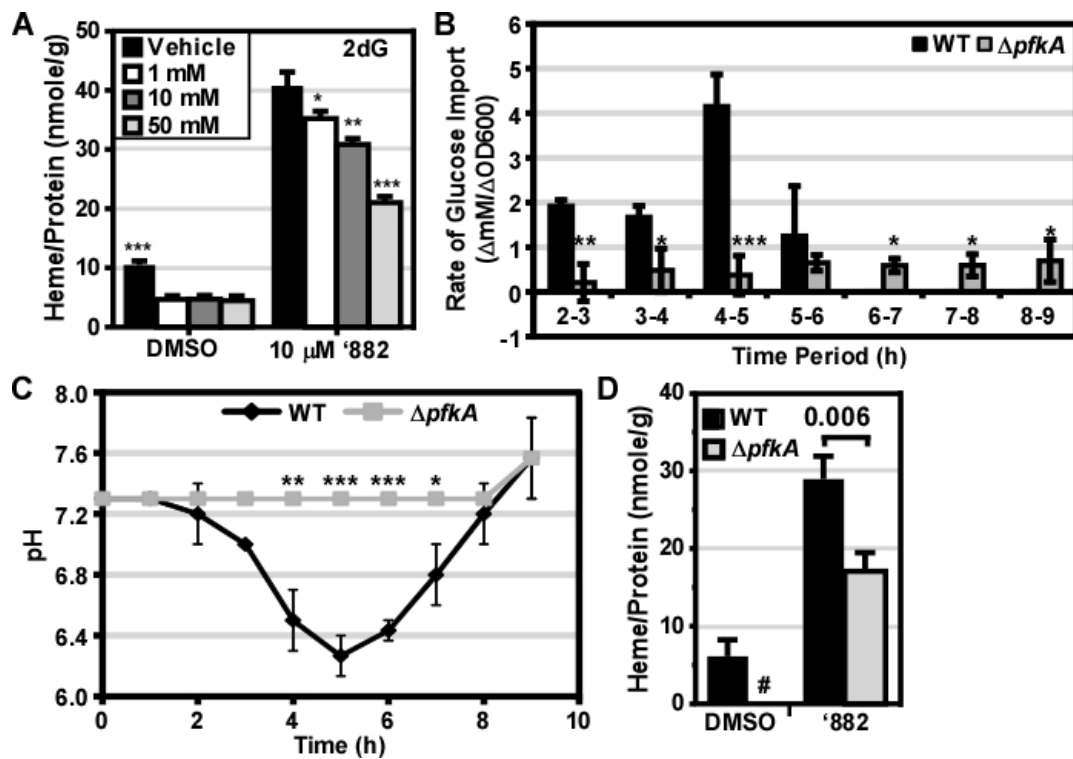 A
Heme/Protein (nmole/g)
50
40
30
20
10
0
Vehicle
1 mM
10 mM
50 mM
2dG
***
*
**
***
DMSO
10 µM ‘882
B
Rate of Glucose Import
(ΔmM/ΔOD600)
6
5
4
3
2
1
0
-1
WT ΔpfkA
** * *** * * *
2-3 3-4 4-5 5-6 6-7 7-8 8-9
Time Period (h)
C
pH
8.0
7.6
7.2
6.8
6.4
6.0
WT ΔpfkA
** *** *** *
0 2 4 6 8 10
Time (h)
D
Heme/Protein (nmole/g)
40
30
20
10
0
WT
ΔpfkA
0.006
#
DMSO ‘882